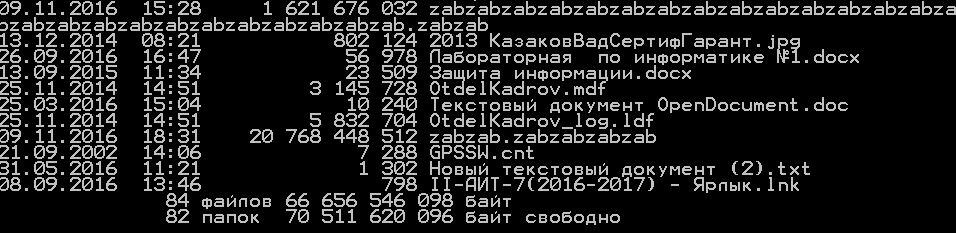 09.11.2016  15:28     1 621 676 032 zabzabzabzabzabzabzabzabzabzabzabzabzabzabza
bzabzabzabzabzabzabzabzabzabzabzab.zabzab
13.12.2014  08:21           802 124 2013 КазаковВадСертифГарант.jpg
26.09.2016  16:47            56 978 Лабораторная  по информатике №1.docx
13.09.2015  11:34            23 509 Защита информации.docx
25.11.2014  14:51         3 145 728 OtdelKadrov.mdf
25.03.2016  15:04            10 240 Текстовый документ OpenDocument.doc
25.11.2014  14:51         5 832 704 OtdelKadrov_log.ldf
09.11.2016  18:31    20 768 448 512 zabzab.zabzabzabzab
21.09.2002  14:06             7 288 GPSSW.cnt
31.05.2016  11:21             1 302 Новый текстовый документ (2).txt
08.09.2016  13:46               798 II-АИТ-7(2016-2017) - Ярлык.lnk
84 файлов 66 656 546 098 байт
82 папок  70 511 620 096 байт свободно